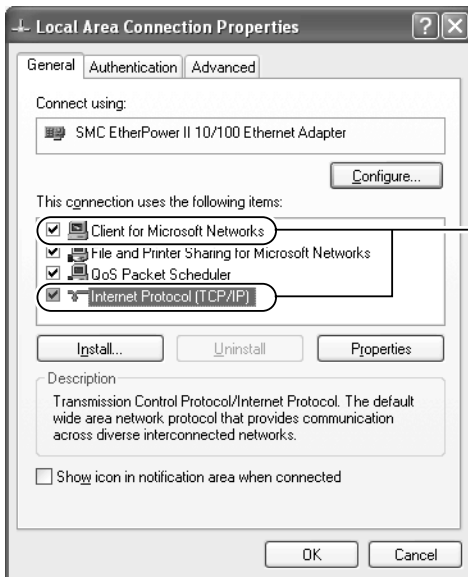 Local Area Connection Properties
General Authentication Advanced
Connect using:
SMC EtherPower II 10/100 Ethernet Adapter
Configure...
This connection uses the following items:
Client for Microsoft Networks
File and Printer Sharing for Microsoft Networks
QoS Packet Scheduler
Internet Protocol (TCP/IP)
Install... Uninstall Properties
Description
Transmission Control Protocol/Internet Protocol. The default
wide area network protocol that provides communication
across diverse interconnected networks.
Show icon in notification area when connected
OK Cancel